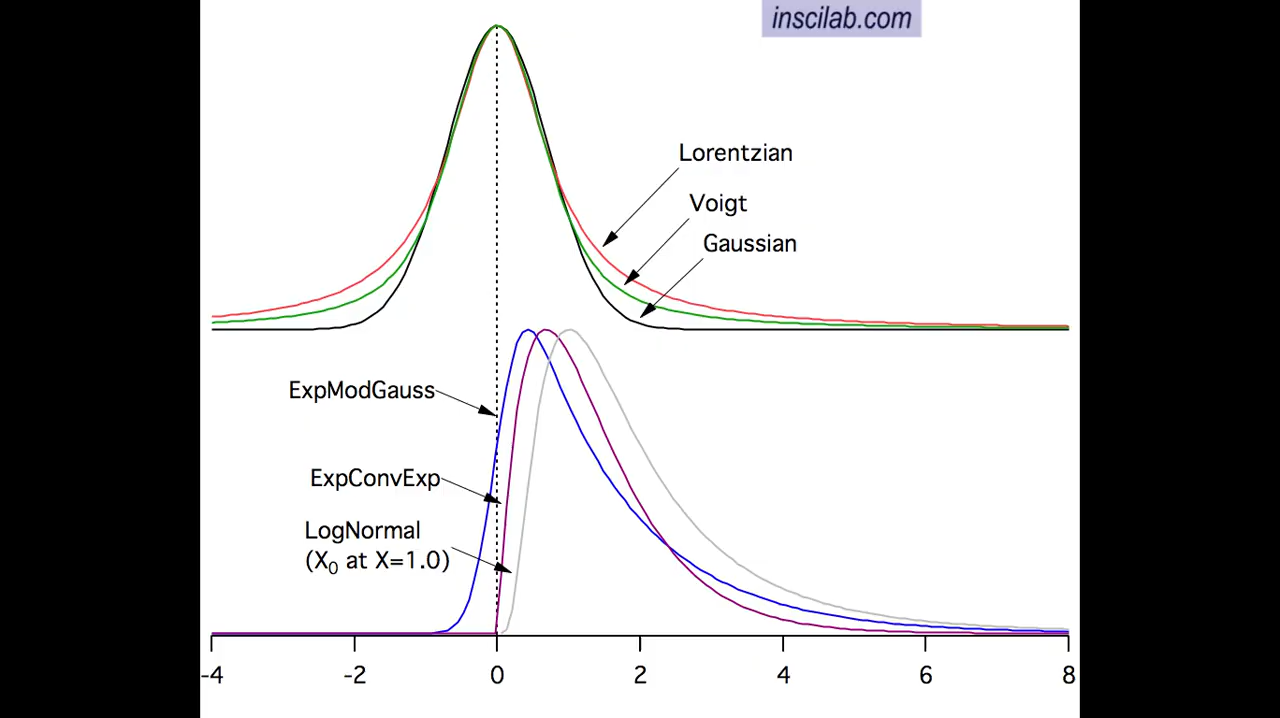 inscilab.com
Lorentzian
Voigt
Gaussian
ExpModGauss
ExpConvExp
LogNormal
(X₀ at X=1.0)
-4 -2 0 2 4 6 8